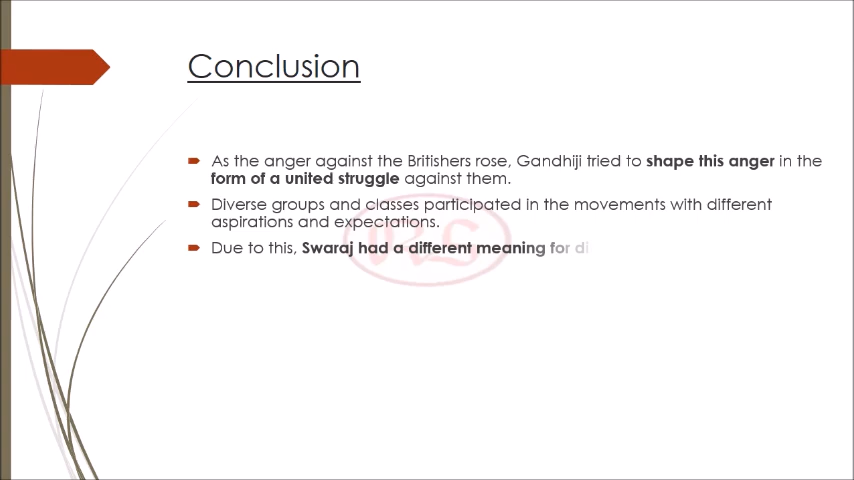 Conclusion
As the anger against the Britishers rose, Gandhiji tried to shape this anger in the
form of a united struggle against them.
Diverse groups and classes participated in the movements with different
aspirations and expectations.
Due to this, Swaraj had a different meaning for di
RS